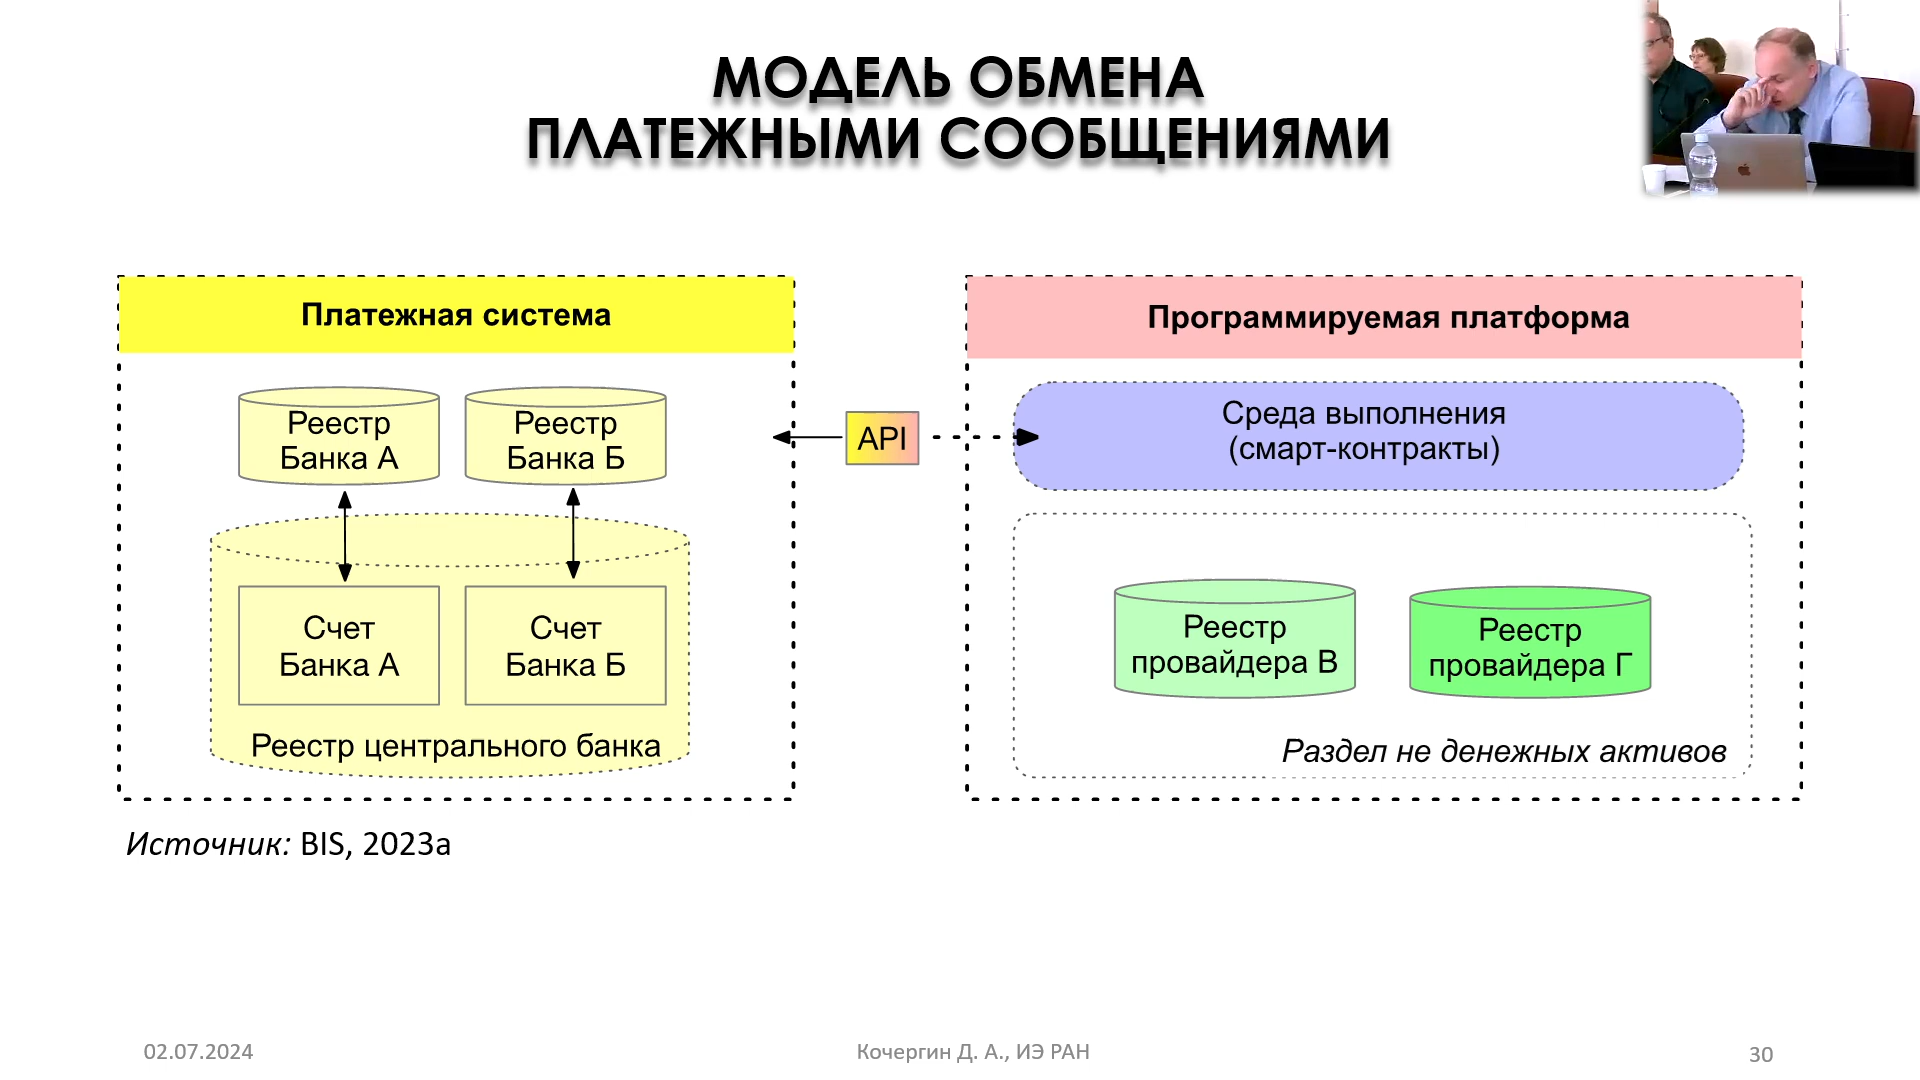 МОДЕЛЬ ОБМЕНА
ПЛАТЕЖНЫМИ СООБЩЕНИЯМИ
Платежная система
Реестр
Банка А
Реестр
Банка Б
Счет
Банка А
Счет
Банка Б
Реестр центрального банка
API
Программируемая платформа
Среда выполнения
(смарт-контракты)
Реестр
провайдера В
Реестр
провайдера Г
Раздел не денежных активов
Источник: BIS, 2023a
02.07.2024
Кочергин Д. А., ИЭ РАН
30